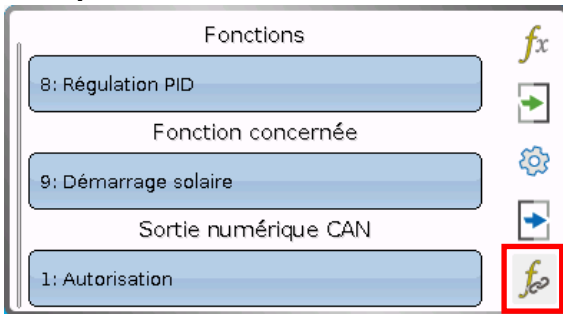 Fonctions
8: Régulation PID
Fonction concernée
9: Démarrage solaire
Sortie numérique CAN
1: Autorisation